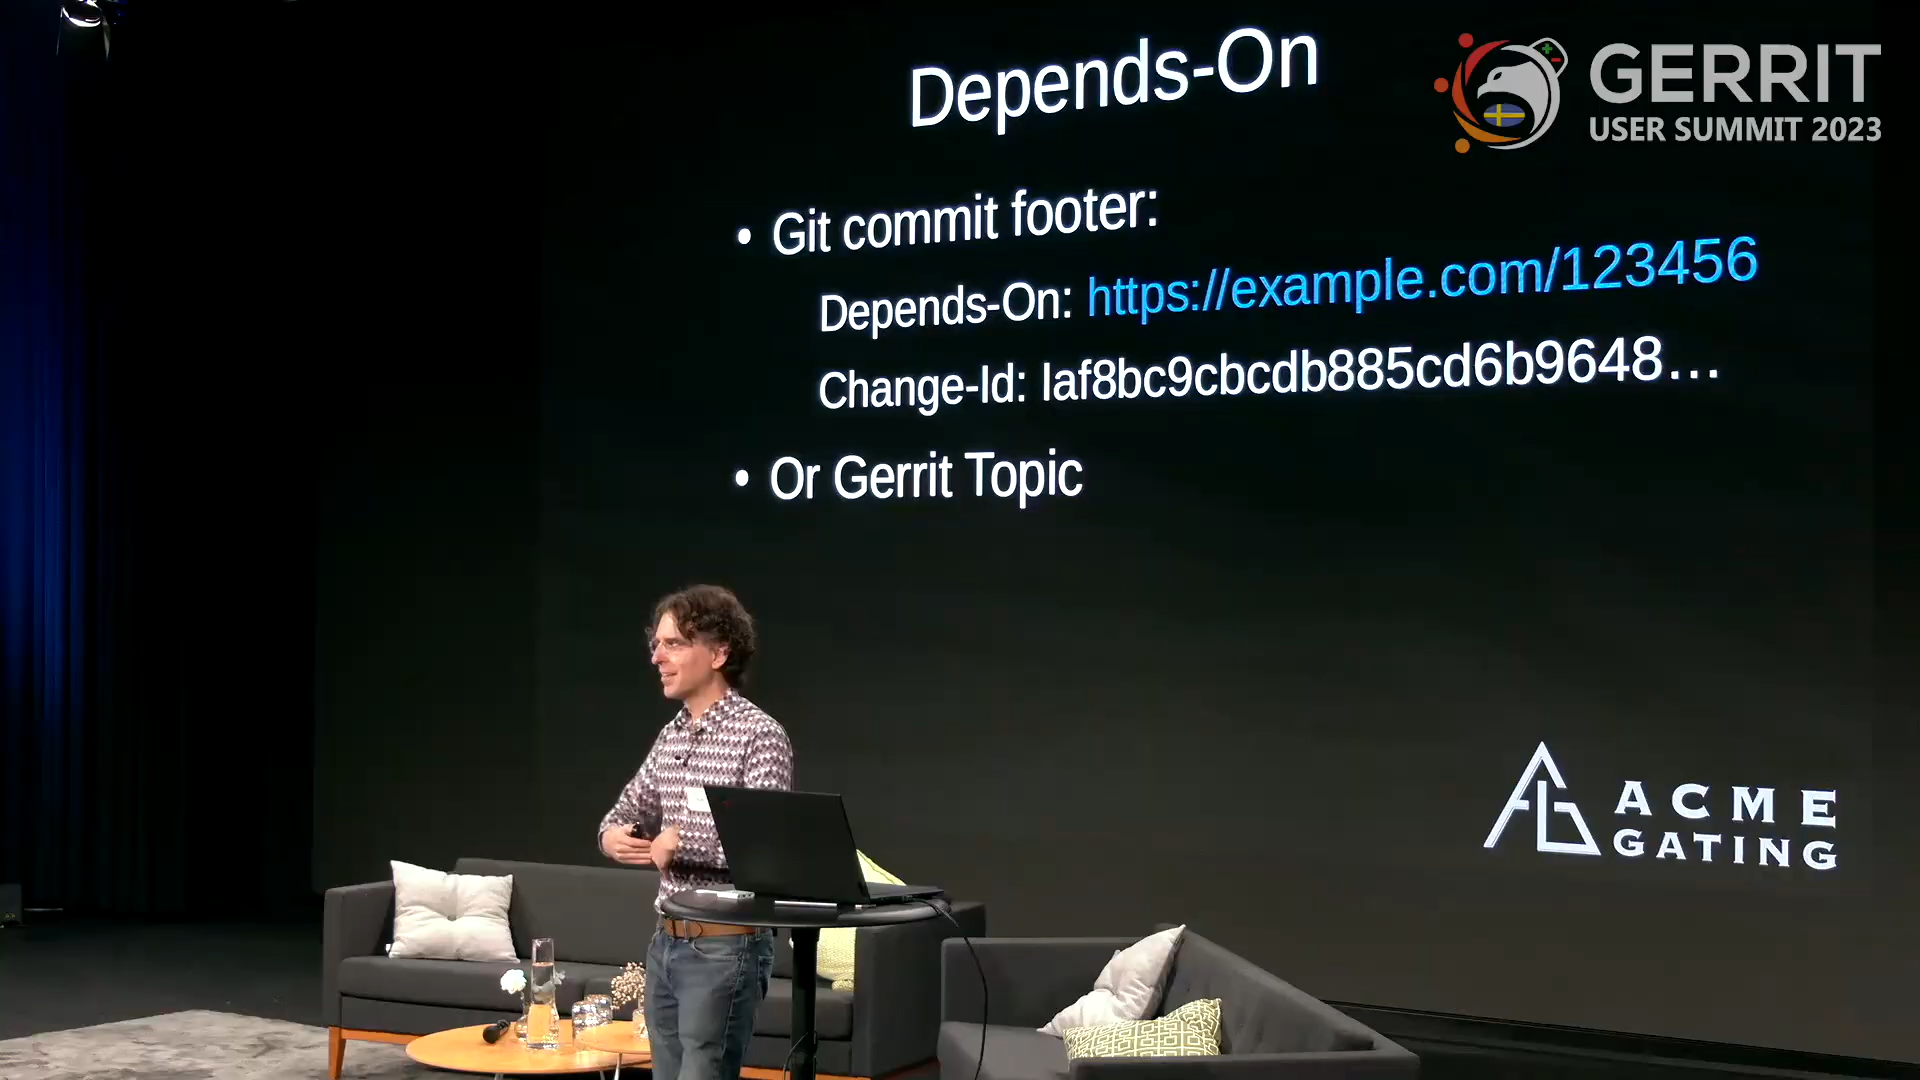 Depends-On
GERRIT
USER SUMMIT 2023
• Git commit footer:
Depends-On: https://example.com/123456
Change-Id: Iaf8bc9cbcdb885cd6b9648…
• Or Gerrit Topic
ACME
GATING